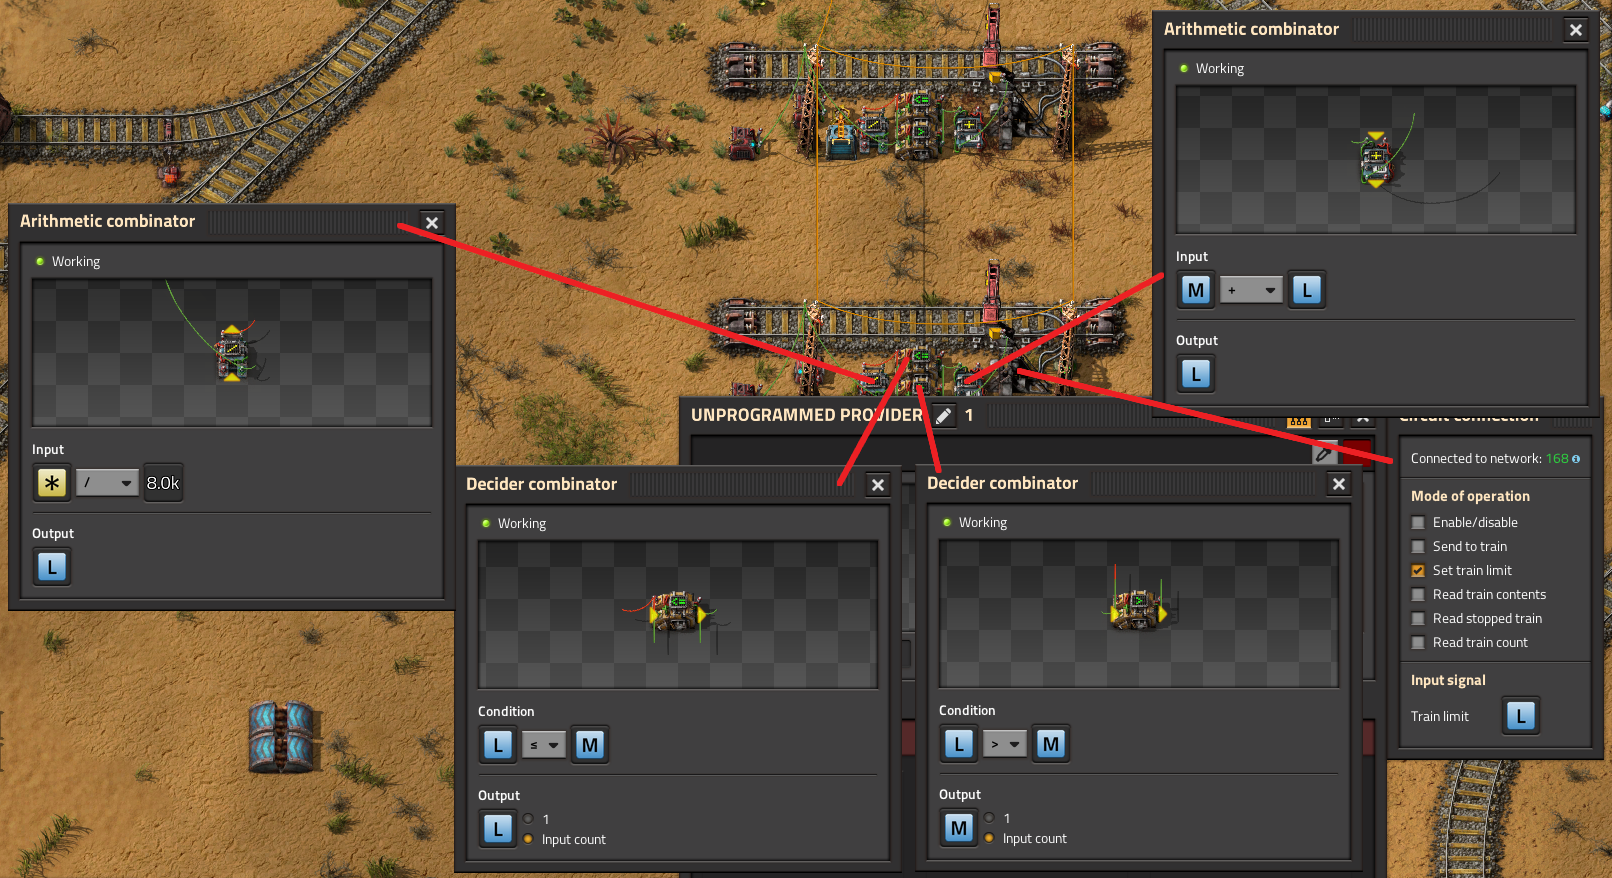 Arithmetic combinator
Working
Input
M + L
Output
L
Arithmetic combinator
Working
Input
* / 8.0k
Output
L
UNPROGRAMMED PROVIDER 1
Decider combinator
Working
Condition
L ≤ M
Output
L
1
Input count
Decider combinator
Working
Condition
L > M
Output
M
1
Input count
Circuit connection
Connected to network: 168
Mode of operation
Enable/disable
Send to train
Set train limit
Read train contents
Read stopped train
Read train count
Input signal
Train limit L